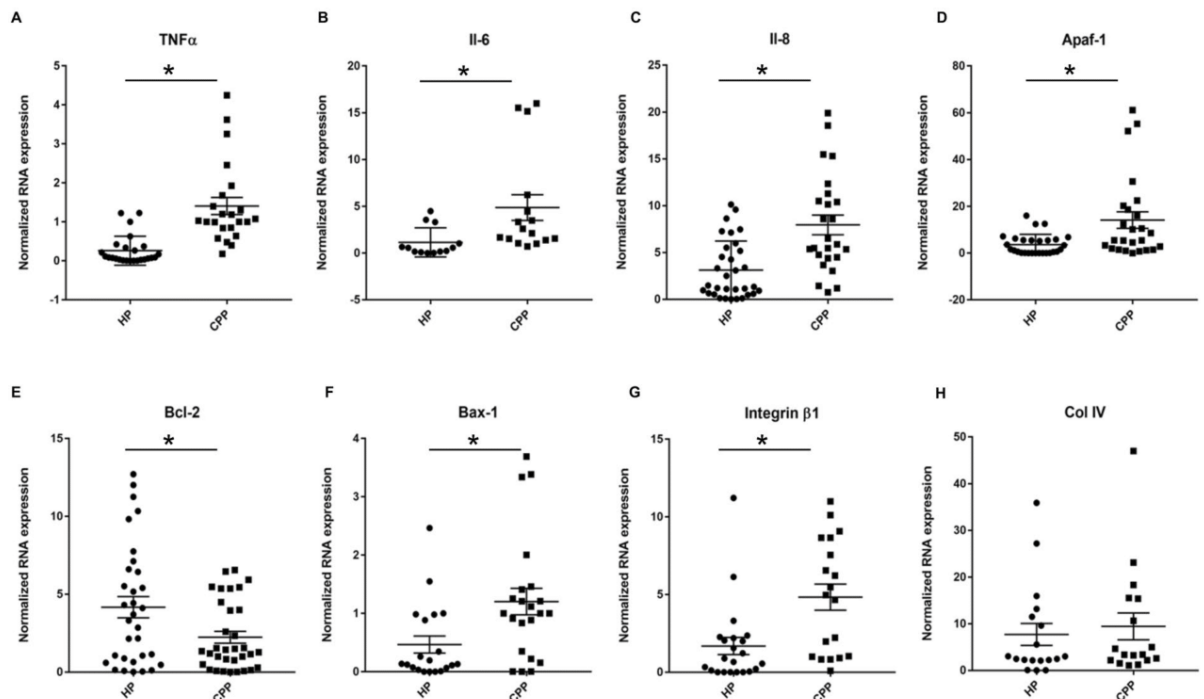 A
TNFα
Normalized RNA expression
5
4
3
2
1
0
-1
*
HP
CPP
B
Il-6
Normalized RNA expression
20
15
10
5
0
-5
*
HP
CPP
C
Il-8
Normalized RNA expression
25
20
15
10
5
0
*
HP
CPP
D
Apaf-1
Normalized RNA expression
80
60
40
20
0
-20
*
HP
CPP
E
Bcl-2
Normalized RNA expression
15
10
5
0
*
HP
CPP
F
Bax-1
Normalized RNA expression
4
3
2
1
0
*
HP
CPP
G
Integrin β1
Normalized RNA expression
15
10
5
0
*
HP
CPP
H
Col IV
Normalized RNA expression
50
40
30
20
10
0
HP
CPP